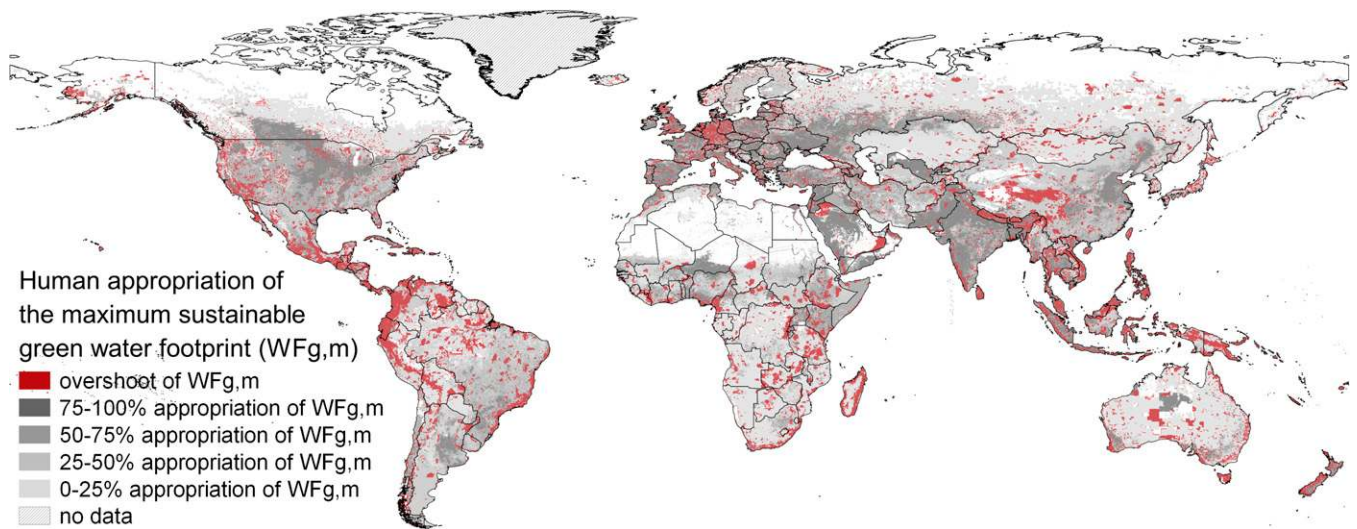 Human appropriation of
the maximum sustainable
green water footprint (WFg,m)
overshoot of WFg,m
75-100% appropriation of WFg,m
50-75% appropriation of WFg,m
25-50% appropriation of WFg,m
0-25% appropriation of WFg,m
no data